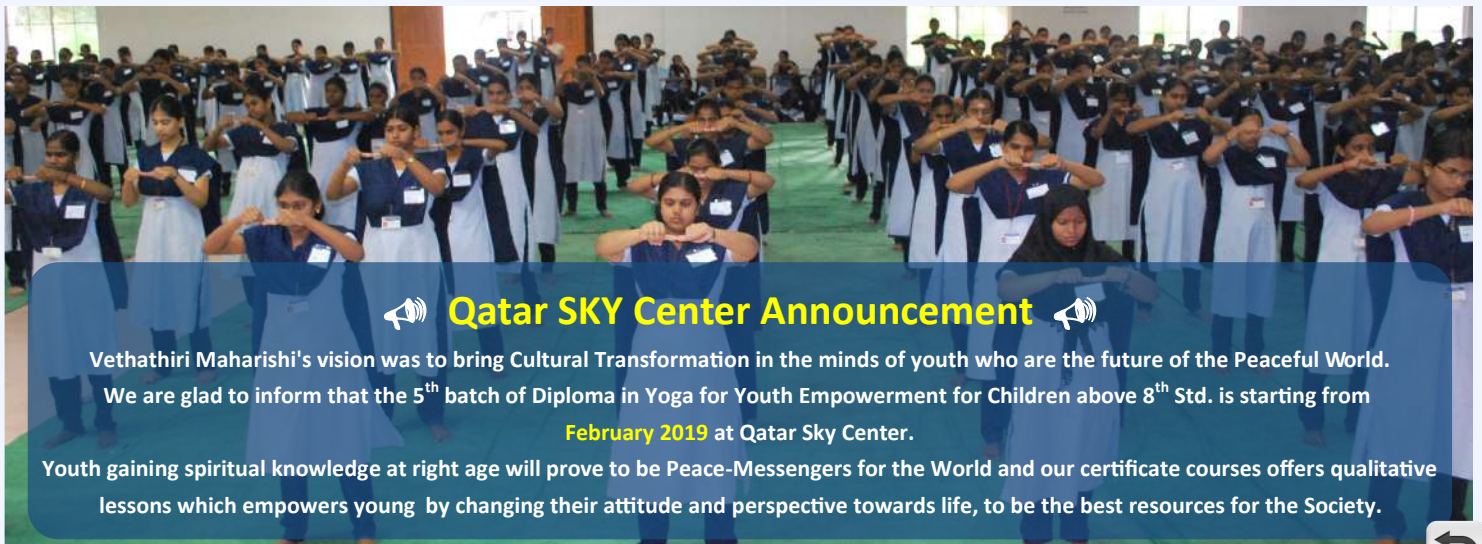 Qatar SKY Center Announcement
Vethathiri Maharishi's vision was to bring Cultural Transformation in the minds of youth who are the future of the Peaceful World.
We are glad to inform that the 5th batch of Diploma in Yoga for Youth Empowerment for Children above 8th Std. is starting from
February 2019 at Qatar Sky Center.
Youth gaining spiritual knowledge at right age will prove to be Peace-Messengers for the World and our certificate courses offers qualitative
lessons which empowers young by changing their attitude and perspective towards life, to be the best resources for the Society.